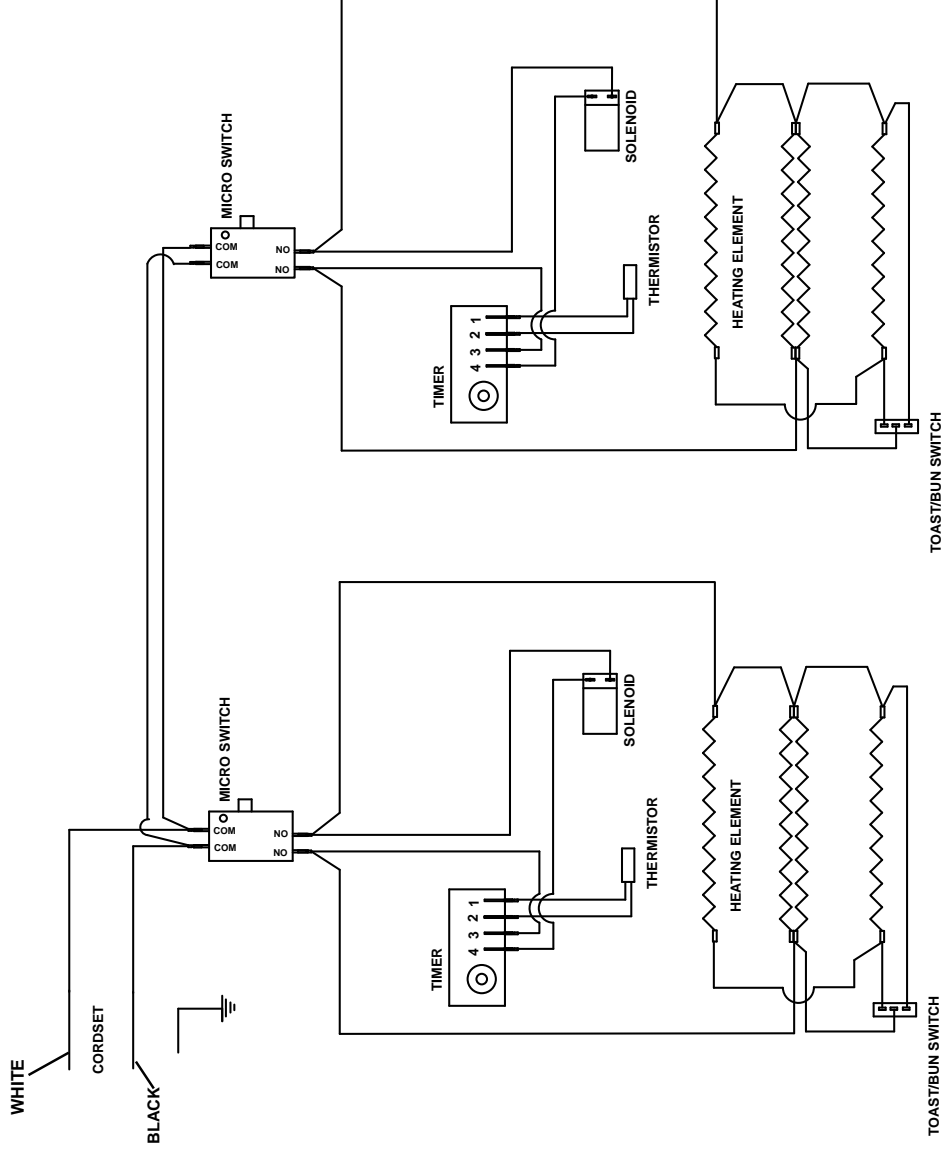 WHITE
CORDSET
BLACK
MICRO SWITCH
COM
COM
NO
NO
TIMER
4 3 2 1
THERMISTOR
SOLENOID
HEATING ELEMENT
TOAST/BUN SWITCH
MICRO SWITCH
COM
COM
NO
NO
TIMER
4 3 2 1
THERMISTOR
SOLENOID
HEATING ELEMENT
TOAST/BUN SWITCH